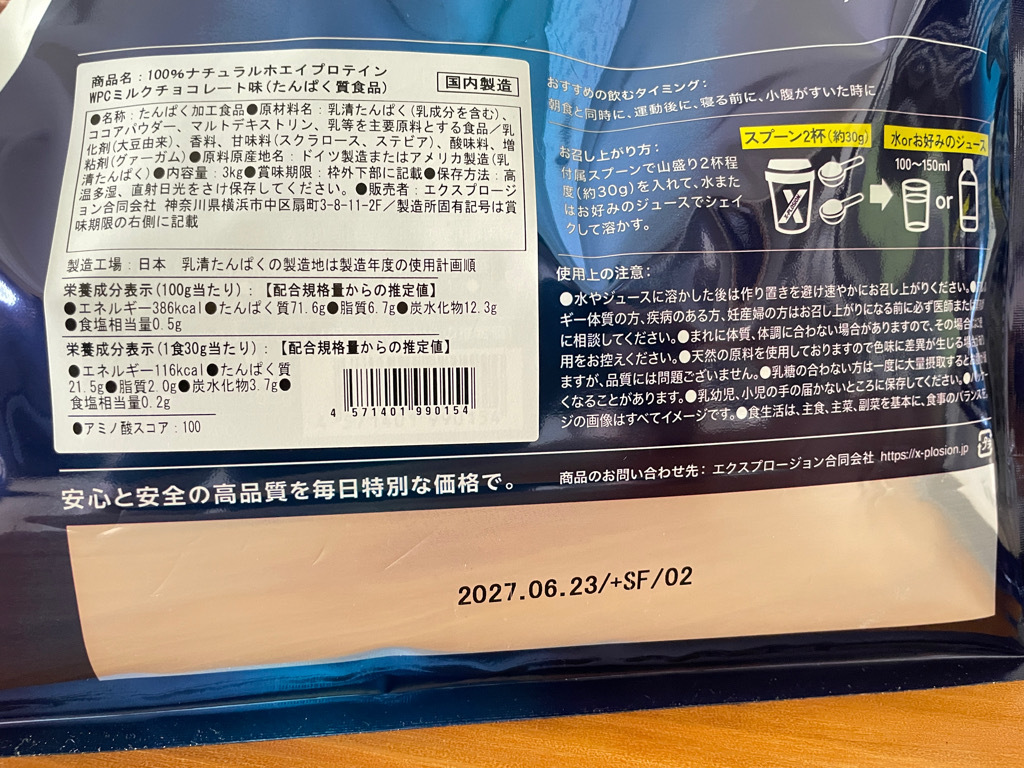 商品名：100％ナチュラルホエイプロテイン
WPCミルクチョコレート味(たんぱく質食品)
国内製造
●名称：たんぱく加工食品●原材料名：乳清たんぱく(乳成分を含む)、
ココアパウダー、マルトデキストリン、乳等を主要原料とする食品／乳
化剤(大豆由来)、香料、甘味料(スクラロース、ステビア)、酸味料、増
粘剤(グァーガム)●原料原産地名：ドイツ製造またはアメリカ製造(乳
清たんぱく)●内容量：3kg●賞味期限：枠外下部に記載●保存方法：高
温多湿、直射日光をさけ保存してください。●販売者：エクスプロージ
ョン合同会社 神奈川県横浜市中区扇町3-8-11-2F／製造所固有記号は賞
味期限の右側に記載
製造工場：日本 乳清たんぱくの製造地は製造年度の使用計画順
栄養成分表示(100g当たり)：【配合規格量からの推定値】
●エネルギー386kcal●たんぱく質71.6g●脂質6.7g●炭水化物12.3g
●食塩相当量0.5g
栄養成分表示(1食30g当たり)：【配合規格量からの推定値】
●エネルギー116kcal●たんぱく質
21.5g●脂質2.0g●炭水化物3.7g●
食塩相当量0.2g
●アミノ酸スコア：100
4 571401 990154
おすすめの飲むタイミング：
朝食と同時に、運動後に、寝る前に、小腹がすいた時に
お召し上がり方：
付属スプーンで山盛り2杯程
度(約30g)を入れて、水また
はお好みのジュースでシェイ
クして溶かす。
スプーン2杯(約30g)
水orお好みのジュース
100〜150ml
X
X-PLOSION
or
使用上の注意：
●水やジュースに溶かした後は作り置きを避け速やかにお召し上がりください。●
ギー体質の方、疾病のある方、妊産婦の方はお召し上がりになる前に必ず医師また
に相談してください。●まれに体質、体調に合わない場合がありますので、その場合
用をお控えください。●天然の原料を使用しておりますので色味に差異が生じる
ますが、品質には問題ございません。●乳糖の合わない方は一度に大量摂取すると
くなることがあります。●乳幼児、小児の手の届かないところに保存してください。●
ジの画像はすべてイメージです。●食生活は、主食、主菜、副菜を基本に、食事のバランスを
商品のお問い合わせ先：エクスプロージョン合同会社 https://x-plosion.jp
安心と安全の高品質を毎日特別な価格で。
2027.06.23/+SF/02